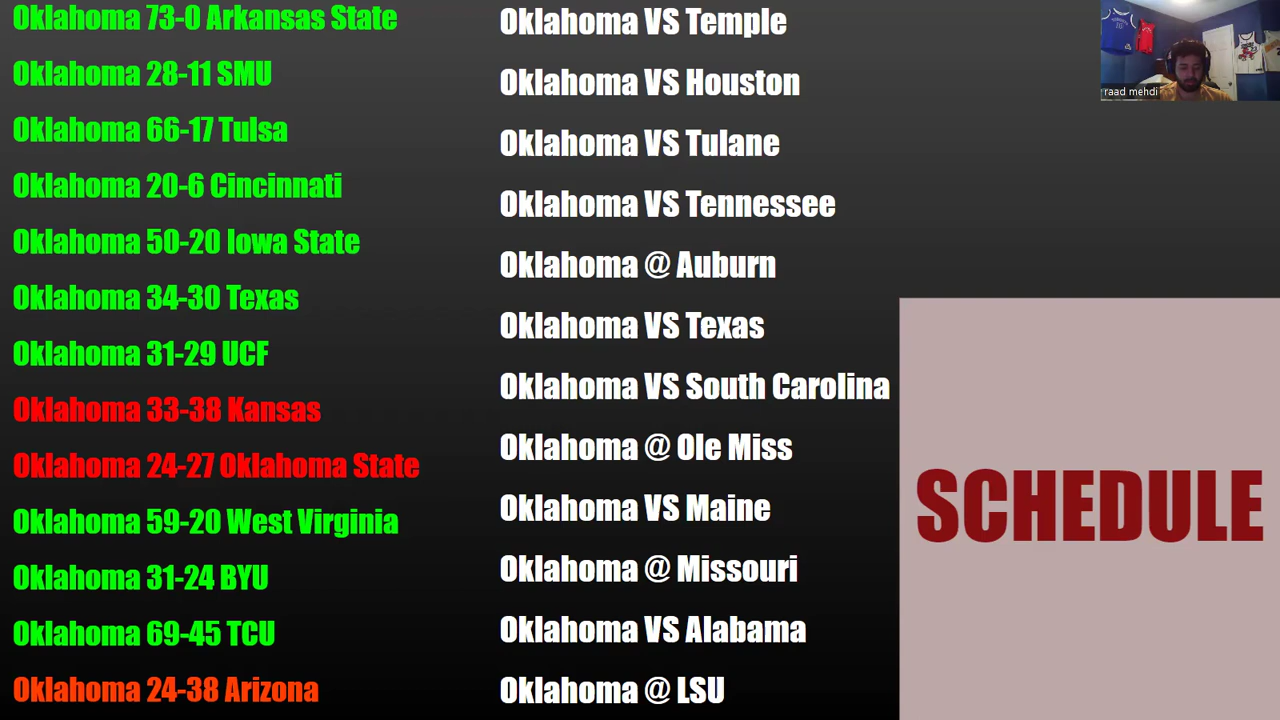 Oklahoma 73-0 Arkansas State
Oklahoma 28-11 SMU
Oklahoma 66-17 Tulsa
Oklahoma 20-6 Cincinnati
Oklahoma 50-20 Iowa State
Oklahoma 34-30 Texas
Oklahoma 31-29 UCF
Oklahoma 33-38 Kansas
Oklahoma 24-27 Oklahoma State
Oklahoma 59-20 West Virginia
Oklahoma 31-24 BYU
Oklahoma 69-45 TCU
Oklahoma 24-38 Arizona
Oklahoma VS Temple
Oklahoma VS Houston
Oklahoma VS Tulane
Oklahoma VS Tennessee
Oklahoma @ Auburn
Oklahoma VS Texas
Oklahoma VS South Carolina
Oklahoma @ Ole Miss
Oklahoma VS Maine
Oklahoma @ Missouri
Oklahoma VS Alabama
Oklahoma @ LSU
raad mehdi
SCHEDULE